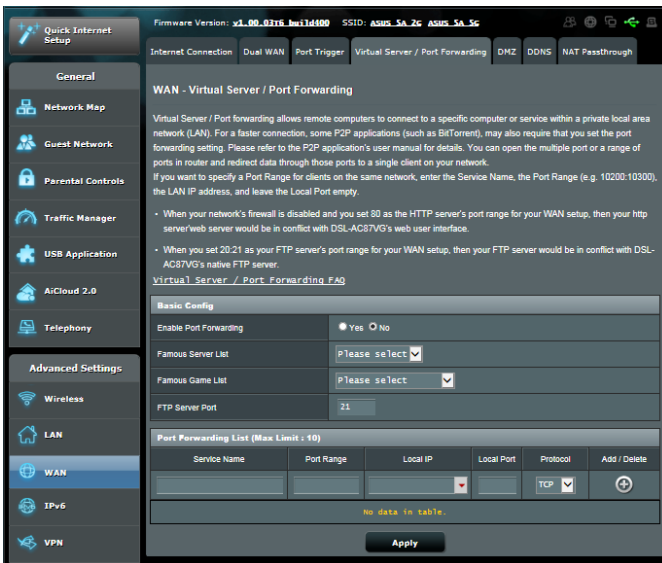 Quick Internet
Setup
Firmware Version: v1.00.03r6_build400 SSID: ASUS_5A_2G ASUS_5A_5G
Internet Connection Dual WAN Port Trigger Virtual Server / Port Forwarding DMZ DDNS NAT Passthrough
General
Network Map
Guest Network
Parental Controls
Traffic Manager
USB Application
AiCloud 2.0
Telephony
Advanced Settings
Wireless
LAN
WAN
IPv6
VPN
WAN - Virtual Server / Port Forwarding
Virtual Server / Port forwarding allows remote computers to connect to a specific computer or service within a private local area
network (LAN). For a faster connection, some P2P applications (such as BitTorrent), may also require that you set the port
forwarding setting. Please refer to the P2P application's user manual for details. You can open the multiple port or a range of
ports in router and redirect data through those ports to a single client on your network.
If you want to specify a Port Range for clients on the same network, enter the Service Name, the Port Range (e.g. 10200:10300),
the LAN IP address, and leave the Local Port empty.
• When your network's firewall is disabled and you set 80 as the HTTP server's port range for your WAN setup, then your http
server/web server would be in conflict with DSL-AC87VG's web user interface.
• When you set 20:21 as your FTP server's port range for your WAN setup, then your FTP server would be in conflict with DSL-
AC87VG's native FTP server.
Virtual Server / Port Forwarding FAQ
Basic Config
Enable Port Forwarding Yes No
Famous Server List Please select
Famous Game List Please select
FTP Server Port 21
Port Forwarding List (Max Limit : 10)
Service Name Port Range Local IP Local Port Protocol Add / Delete
TCP
No data in table.
Apply